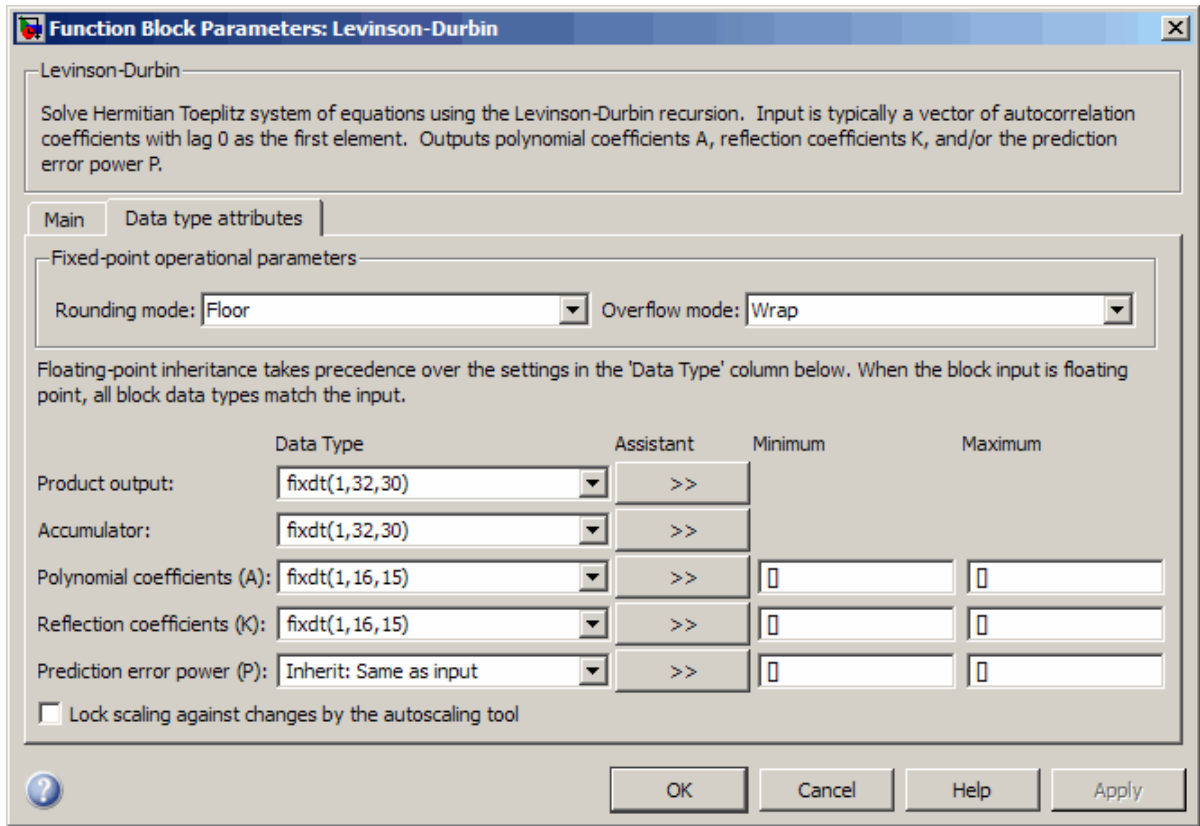 Function Block Parameters: Levinson-Durbin
Levinson-Durbin
Solve Hermitian Toeplitz system of equations using the Levinson-Durbin recursion. Input is typically a vector of autocorrelation
coefficients with lag 0 as the first element. Outputs polynomial coefficients A, reflection coefficients K, and/or the prediction
error power P.
Main Data type attributes
Fixed-point operational parameters
Rounding mode: Floor Overflow mode: Wrap
Floating-point inheritance takes precedence over the settings in the 'Data Type' column below. When the block input is floating
point, all block data types match the input.
Data Type Assistant Minimum Maximum
Product output: fixdt(1,32,30) >>
Accumulator: fixdt(1,32,30) >>
Polynomial coefficients (A): fixdt(1,16,15) >> [] []
Reflection coefficients (K): fixdt(1,16,15) >> [] []
Prediction error power (P): Inherit: Same as input >> [] []
Lock scaling against changes by the autoscaling tool
? OK Cancel Help Apply